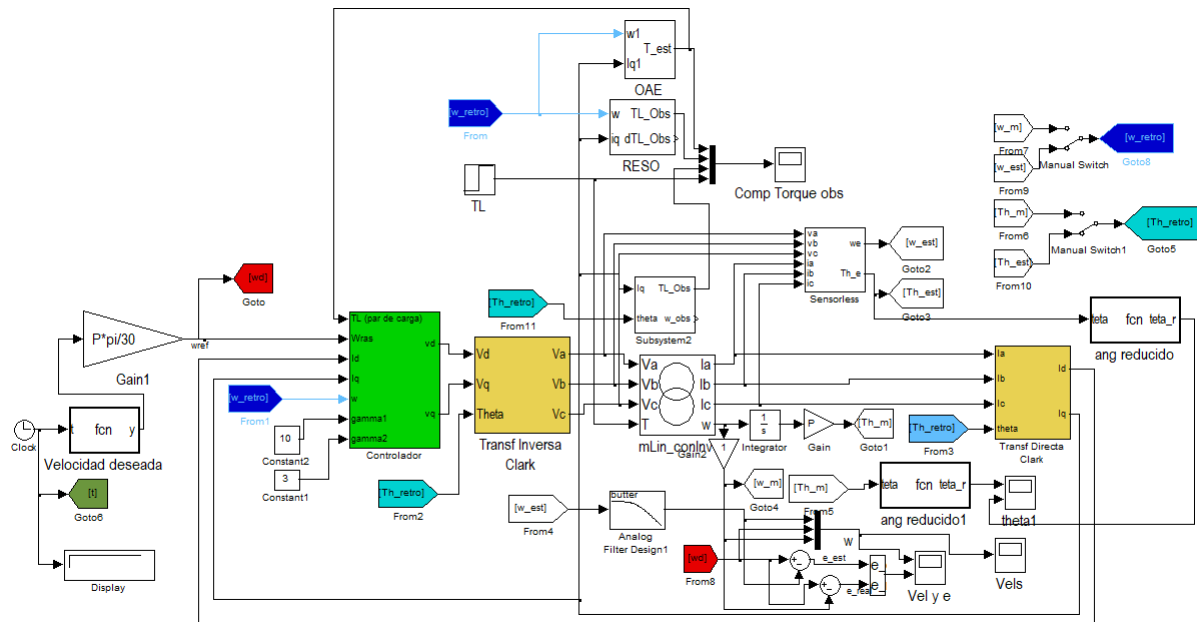 w1
T_est
Iq1
OAE
[w_retro]
From
w
TL_Obs
iq
dTL_Obs
RESO
TL
Comp Torque obs
[w_m]
From7
[w_est]
From9
Manual Switch
[w_retro]
Goto8
[Th_m]
From6
[Th_est]
From10
Manual Switch1
[Th_retro]
Goto5
va
vb
vc
ia
ib
ic
we
Th_e
Sensorless
[w_est]
Goto2
[Th_est]
Goto3
[wd]
Goto
[Th_retro]
From11
Iq
TL_Obs
theta
w_obs
Subsystem2
teta
fcn
teta_r
ang reducido
P*pi/30
Gain1
wref
TL (par de carga)
Wras
Id
Iq
w
gamma1
gamma2
vd
vq
Controlador
[w_retro]
From1
10
Constant2
3
Constant1
Vd
Vq
Theta
Va
Vb
Vc
Transf Inversa
Clark
[Th_retro]
From2
Va
Vb
Vc
T
Ia
Ib
Ic
w
mLin_conInv
1
Gain2
1
s
Integrator
P
Gain
[Th_m]
Goto1
[Th_retro]
From3
Ia
Ib
Ic
theta
Id
Iq
Transf Directa
Clark
Clock
t
fcn
y
Velocidad deseada
[t]
Goto6
Display
[w_est]
From4
butter
Analog
Filter Design1
[w_m]
Goto4
[Th_m]
From5
teta
fcn
teta_r
ang reducido1
theta1
[wd]
From8
W
e_est
e_rea
e_
e_
Vel y e
Vels